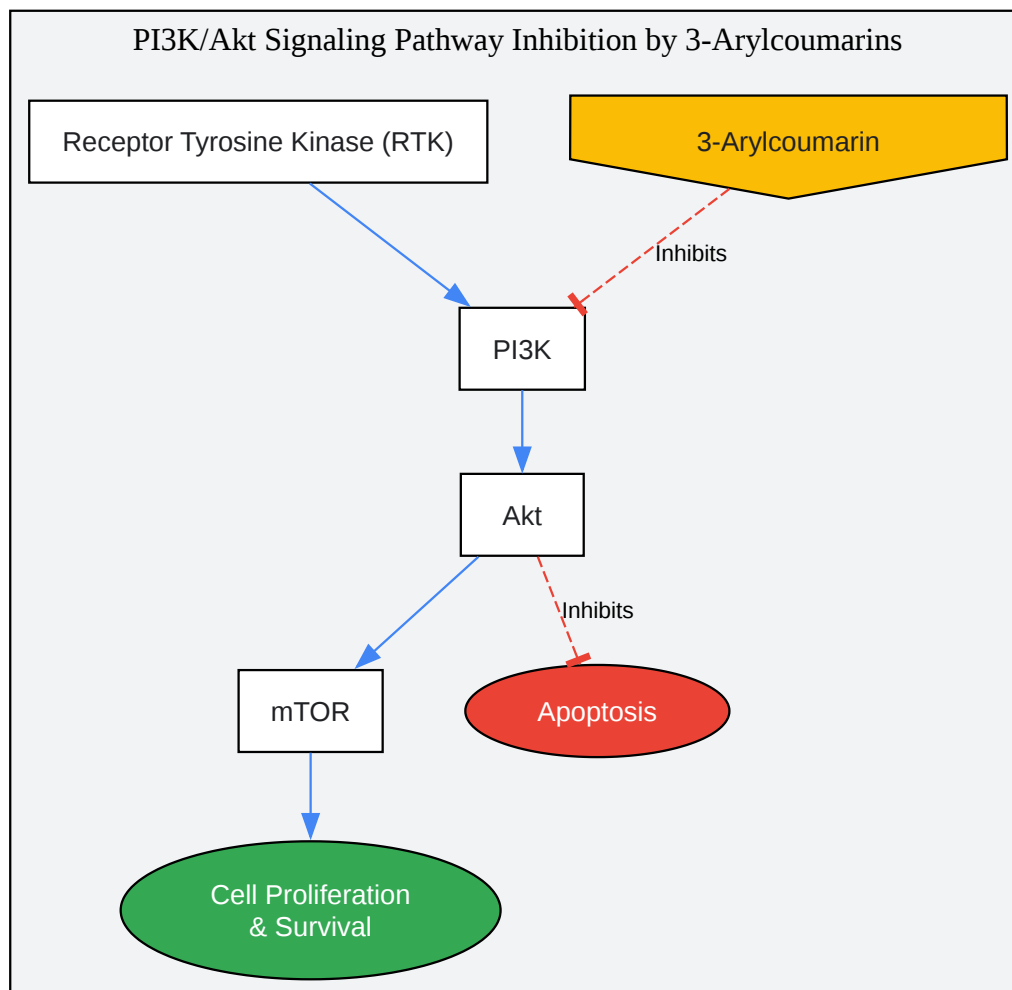 PI3K/Akt Signaling Pathway Inhibition by 3-Arylcoumarins
Receptor Tyrosine Kinase (RTK)
3-Arylcoumarin
Inhibits
PI3K
Akt
Inhibits
mTOR
Apoptosis
Cell Proliferation
& Survival